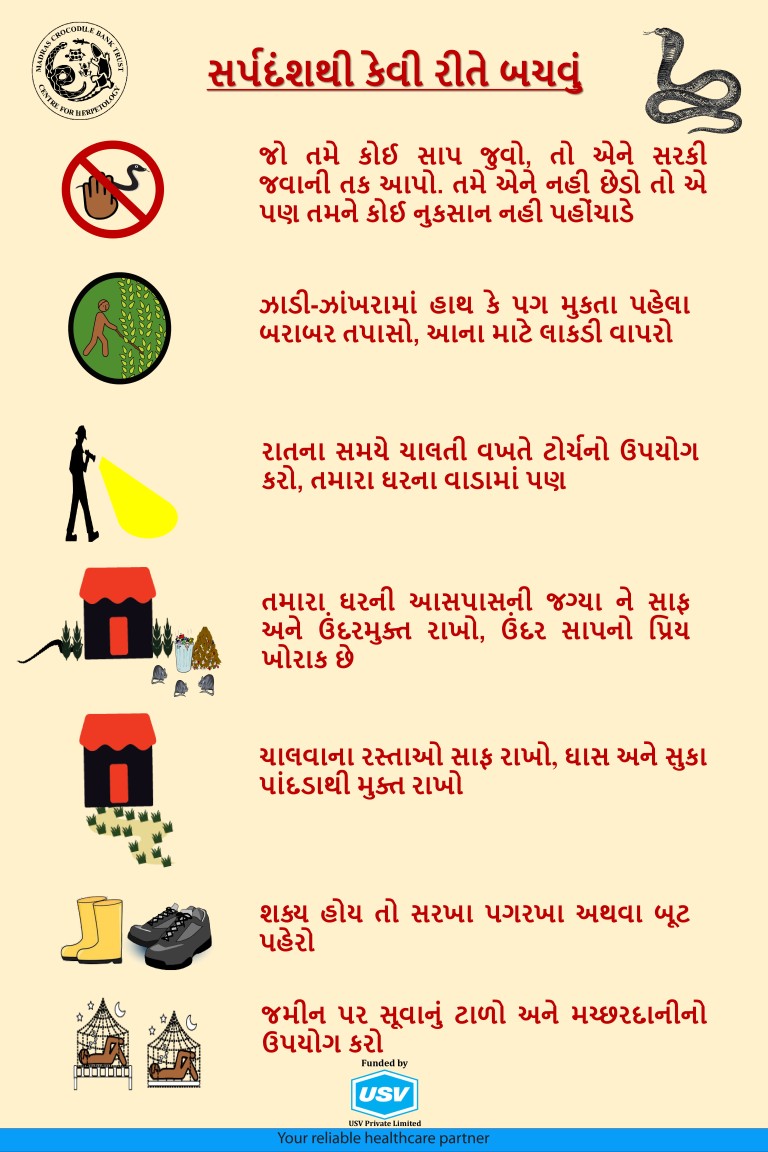 MADRAS CROCODILE BANK TRUST
CENTRE FOR HERPETOLOGY
સર્પદંશથી કેવી રીતે બચવું
જો તમે કોઈ સાપ જુવો, તો એને સરકી
જવાની તક આપો. તમે એને નહી છેડો તો એ
પણ તમને કોઈ નુકસાન નહી પહોંચાડે
ઝાડી-ઝાંખરામાં હાથ કે પગ મુકતા પહેલા
બરાબર તપાસો, આના માટે લાકડી વાપરો
રાતના સમયે ચાલતી વખતે ટોર્ચનો ઉપયોગ
કરો, તમારા ઘરના વાડામાં પણ
તમારા ઘરની આસપાસની જગ્યા ને સાફ
અને ઉંદરમુક્ત રાખો, ઉંદર સાપનો પ્રિય
ખોરાક છે
ચાલવાના રસ્તાઓ સાફ રાખો, ઘાસ અને સુકા
પાંદડાથી મુક્ત રાખો
શક્ય હોય તો સરખા પગરખા અથવા બૂટ
પહેરો
જમીન પર સૂવાનું ટાળો અને મચ્છરદાનીનો
ઉપયોગ કરો
Funded by
USV
USV Private Limited
Your reliable healthcare partner